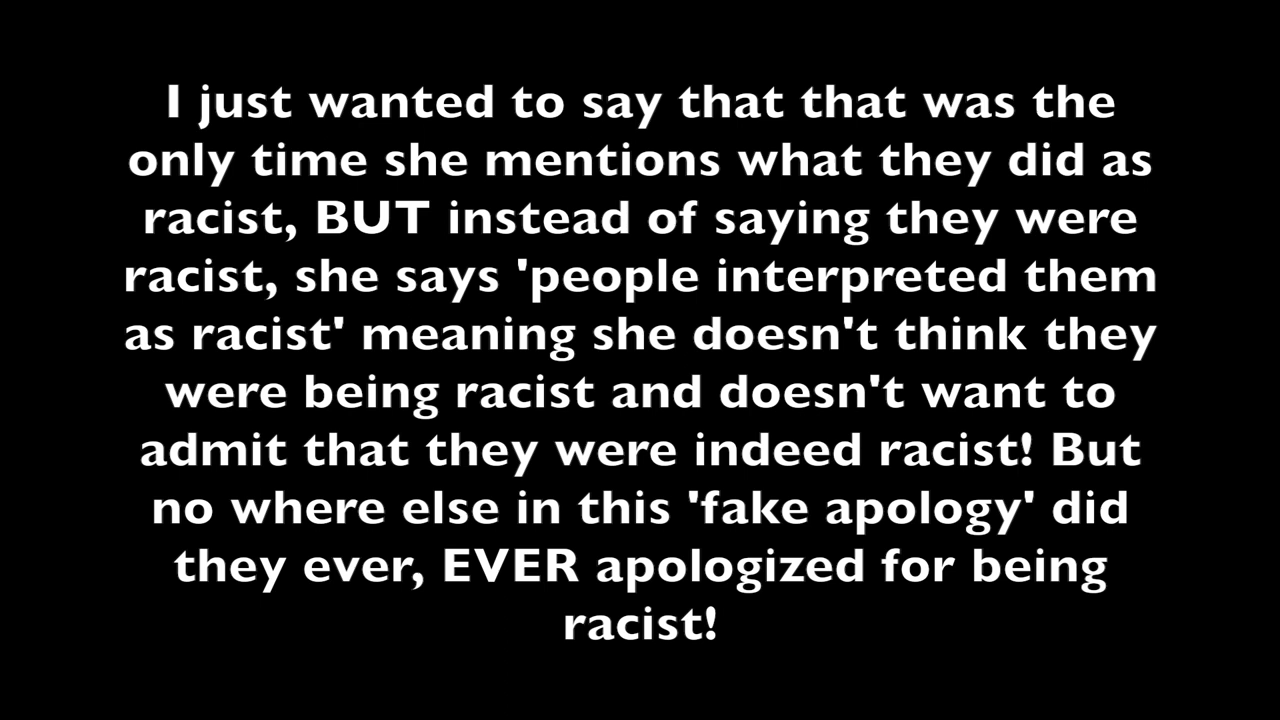 I just wanted to say that that was the
only time she mentions what they did as
racist, BUT instead of saying they were
racist, she says 'people interpreted them
as racist' meaning she doesn't think they
were being racist and doesn't want to
admit that they were indeed racist! But
no where else in this 'fake apology' did
they ever, EVER apologized for being
racist!